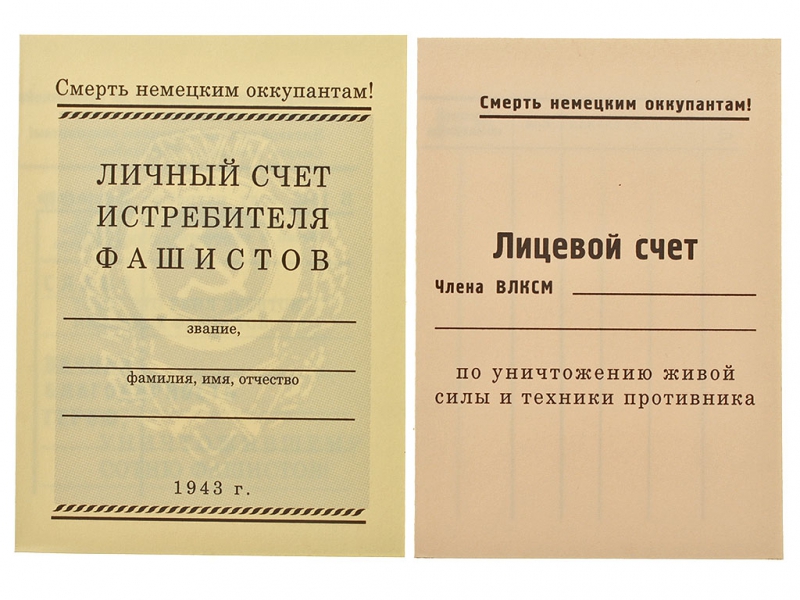 Смерть немецким оккупантам!
ЛИЧНЫЙ СЧЕТ
ИСТРЕБИТЕЛЯ
ФАШИСТОВ
звание,
фамилия, имя, отчество
1943 г.
Смерть немецким оккупантам!
Лицевой счет
Члена ВЛКСМ
по уничтожению живой
силы и техники противника